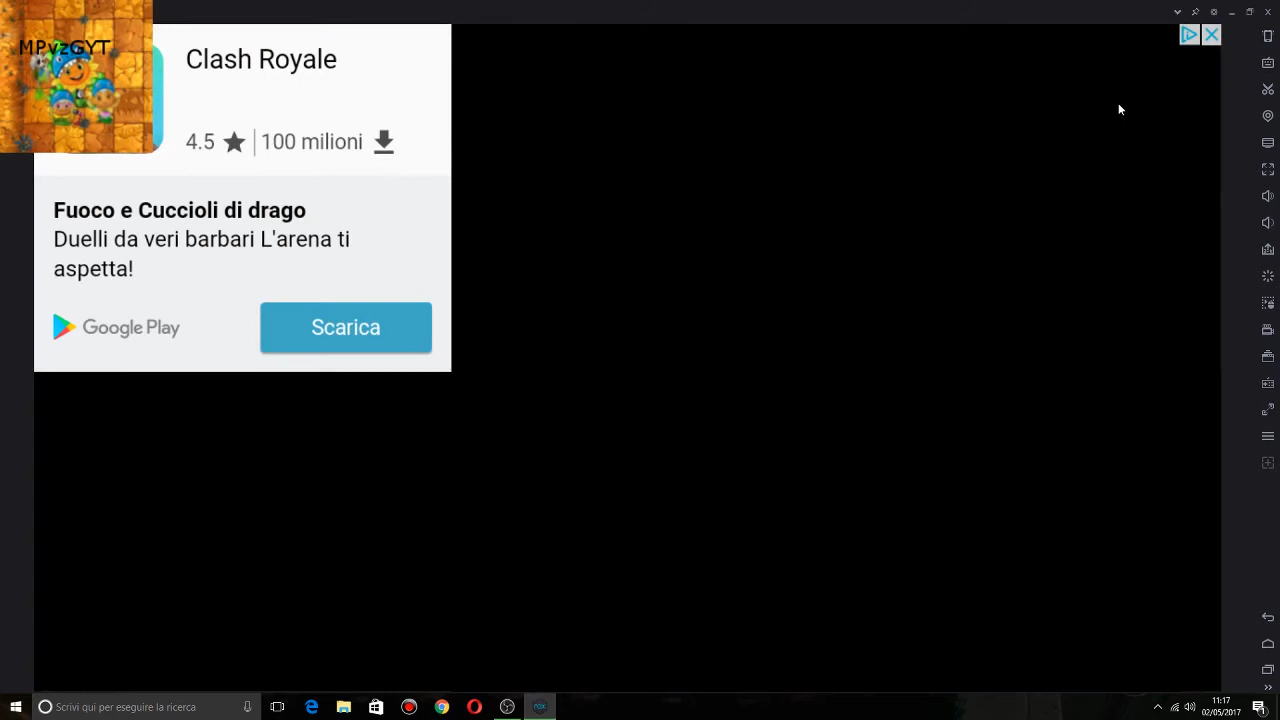 MPvzGYT
Clash Royale
4.5 100 milioni
Fuoco e Cuccioli di drago
Duelli da veri barbari L'arena ti
aspetta!
Google Play
Scarica
Scrivi qui per eseguire la ricerca
nox
11:17
02/05/2017